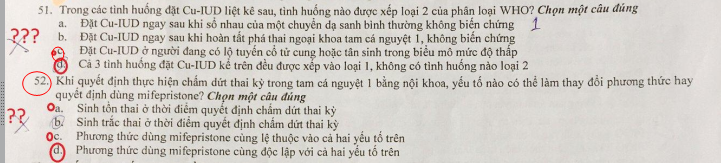 51. Trong các tình huống đặt Cu-IUD liệt kê sau, tình huống nào được xếp loại 2 của phân loại WHO? Chọn một câu đúng
a. Đặt Cu-IUD ngay sau khi sổ nhau của một chuyển dạ sanh bình thường không biến chứng 1
??? b. Đặt Cu-IUD ngay sau khi hoàn tất phá thai ngoại khoa tam cá nguyệt 1, không biến chứng
c. Đặt Cu-IUD ở người đang có lộ tuyến cổ tử cung hoặc tân sinh trong biểu mô mức độ thấp
d. Cả 3 tình huống đặt Cu-IUD kể trên đều được xếp vào loại 1, không có tình huống nào loại 2
52. Khi quyết định thực hiện chấm dứt thai kỳ trong tam cá nguyệt 1 bằng nội khoa, yếu tố nào có thể làm thay đổi phương thức hay
quyết định dùng mifepristone? Chọn một câu đúng
a. Sinh tồn thai ở thời điểm quyết định chấm dứt thai kỳ
?? b. Sinh trắc thai ở thời điểm quyết định chấm dứt thai kỳ
c. Phương thức dùng mifepristone cùng lệ thuộc vào cả hai yếu tố trên
d. Phương thức dùng mifepristone cùng độc lập với cả hai yếu tố trên